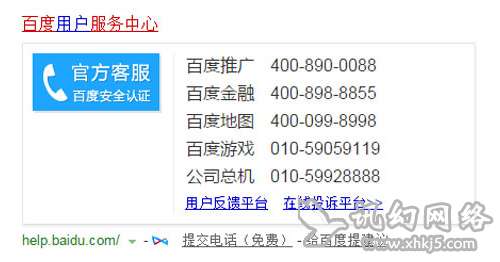 百度用户服务中心
官方客服
百度安全认证
百度推广 400-890-0088
百度金融 400-898-8855
百度地图 400-099-8998
百度游戏 010-59059119
公司总机 010-59928888
用户反馈平台 在线投诉平台>>
help.baidu.com/ - 提交电话（免费） - 给百度提建议
玄幻网络
www.xhkj5.com